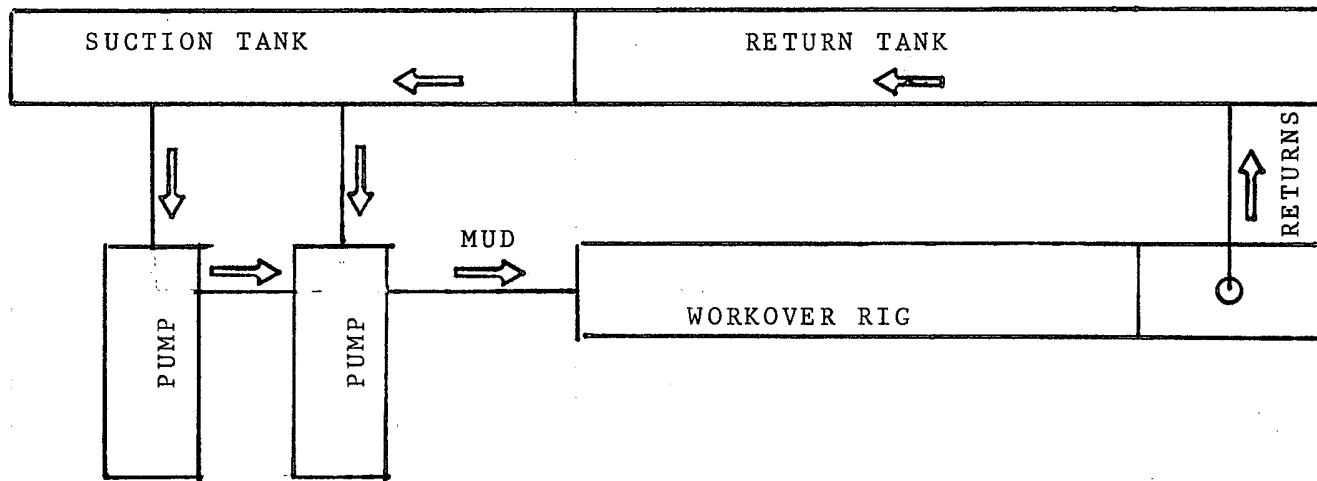 SUCTION TANK
RETURN TANK
RETURNS
MUD
PUMP
PUMP
WORKOVER RIG